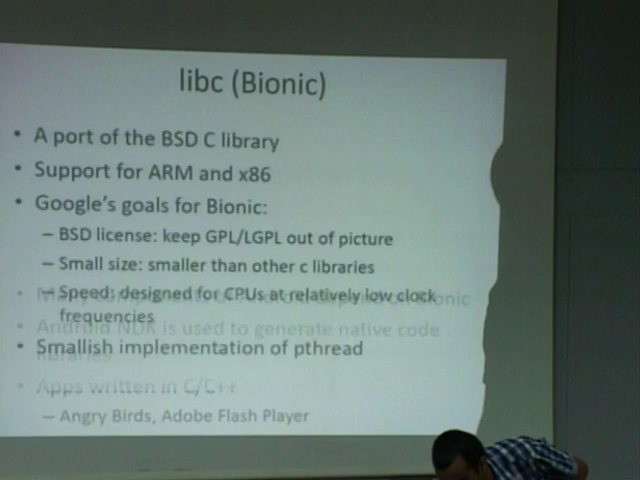 libc (Bionic)
• A port of the BSD C library
• Support for ARM and x86
• Google's goals for Bionic:
– BSD license: keep GPL/LGPL out of picture
– Small size: smaller than other c libraries
– Speed: designed for CPUs at relatively low clock
frequencies
• Android NDK is used to generate native code
libraries
• Smallish implementation of pthread
• Apps written in C/C++
– Angry Birds, Adobe Flash Player